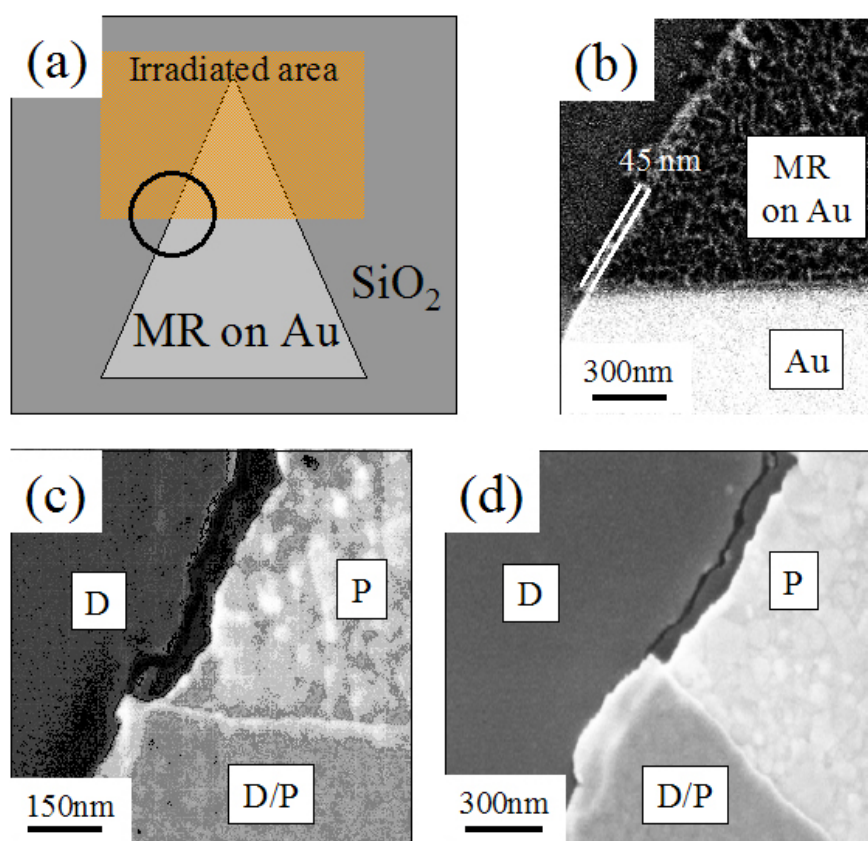 (a)
Irradiated area
SiO₂
MR on Au
(b)
45 nm
MR
on Au
Au
300nm
(c)
D
P
D/P
150nm
(d)
D
P
D/P
300nm